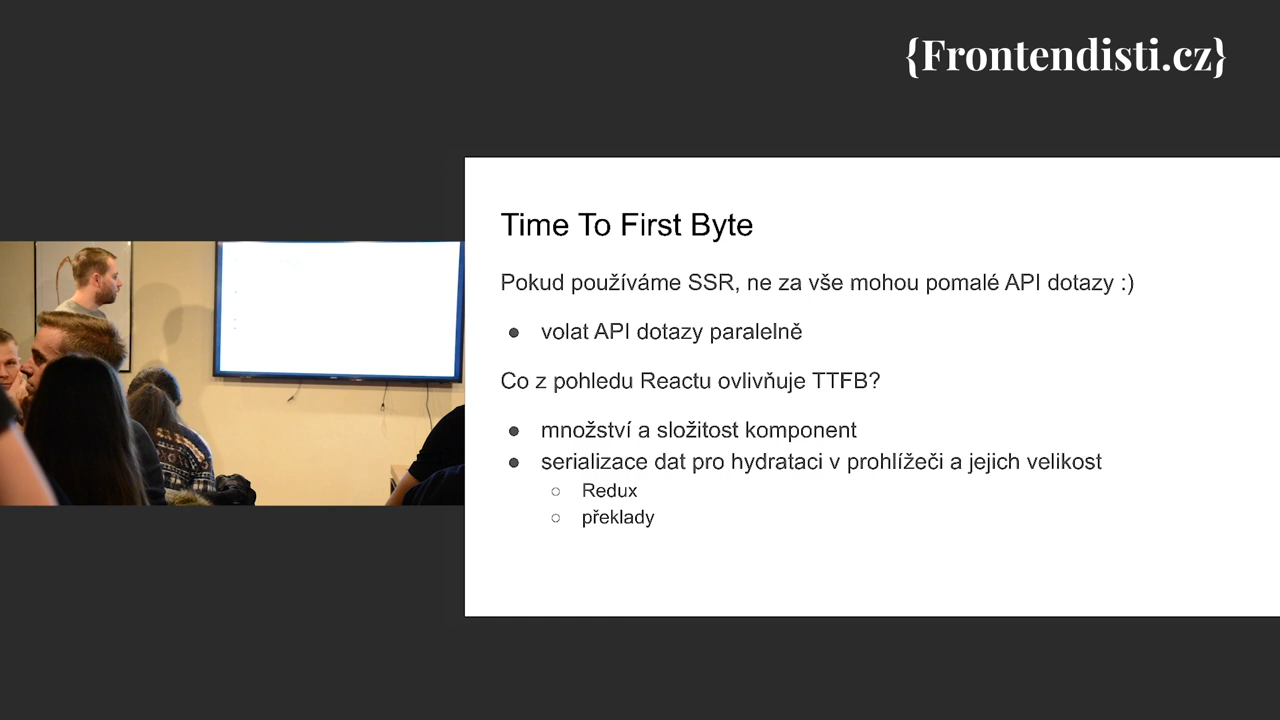 {Frontendisti.cz}
Time To First Byte
Pokud používáme SSR, ne za vše mohou pomalé API dotazy :)
● volat API dotazy paralelně
Co z pohledu Reactu ovlivňuje TTFB?
● množství a složitost komponent
● serializace dat pro hydrataci v prohlížeči a jejich velikost
○ Redux
○ překlady